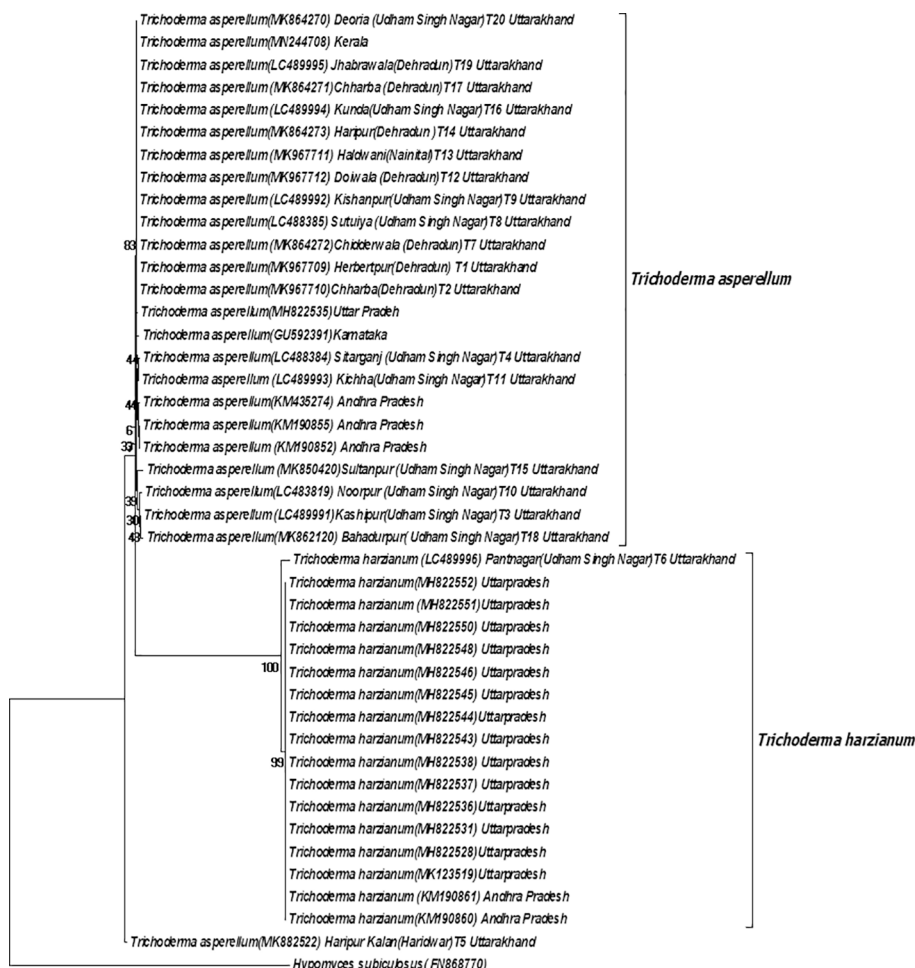 Trichoderma asperellum(MK864270) Deoria (Udham Singh Nagar)T20 Uttarakhand
Trichoderma asperellum(MN244708) Kerala
Trichoderma asperellum(LC489995) Jhabrawala(Dehradun)T19 Uttarakhand
Trichoderma asperellum (MK864271)Chharba(Dehradun)T17 Uttarakhand
Trichoderma asperellum (LC489994) Kunda(Udham Singh Nagar)T16 Uttarakhand
Trichoderma asperellum (MK864273) Haripur(Dehradun )T14 Uttarakhand
Trichoderma asperellum (MK967711) Haldwani(Nainital)T13 Uttarakhand
Trichoderma asperellum (MK967712) Doiwala (Dehradun)T12 Uttarakhand
Trichoderma asperellum (LC489992) Kishanpur(Udham Singh Nagar)T9 Uttarakhand
Trichoderma asperellum(LC488385) Sutuiya (Udham Singh Nagar)T8 Uttarakhand
83
Trichoderma asperellum (MK864272)Chidderwala (Dehradun)T7 Uttarakhand
Trichoderma asperellum(MK967709) Herbertpur(Dehradun) T1 Uttarakhand
Trichoderma asperellum
Trichoderma asperellum(MK967710)Chharba(Dehradun)T2 Uttarakhand
Trichoderma asperellum(MH822535)Uttar Pradeh
Trichoderma asperellum(GU592391)Karnataka
44
Trichoderma asperellum(LC488384) Sitarganj (Udham Singh Nagar)T4 Uttarakhand
Trichoderma asperellum (LC489993) Kichha(Udham Singh Nagar)T11 Uttarakhand
44
Trichoderma asperellum(KM435274) Andhra Pradesh
6
Trichoderma asperellum(KM190855) Andhra Pradesh
33
Trichoderma asperellum (KM190852) Andhra Pradesh
Trichoderma asperellum (MK850420)Sultanpur (Udham Singh Nagar)T15 Uttarakhand
39
Trichoderma asperellum(LC483819) Noorpur (Udham Singh Nagar)T10 Uttarakhand
30
Trichoderma asperellum (LC489991)Kashipur(Udham Singh Nagar)T3 Uttarakhand
43
Trichoderma asperellum(MK862120) Bahadurpur( Udham Singh Nagar)T18 Uttarakhand
Trichoderma harzianum (LC489996) Pantnagar(Udham Singh Nagar)T6 Uttarakhand
Trichoderma harzianum(MH822552) Uttarpradesh
Trichoderma harzianum (MH822551)Uttarpradesh
Trichoderma harzianum(MH822550) Uttarpradesh
Trichoderma harzianum(MH822548) Uttarpradesh
100
Trichoderma harzianum(MH822546) Uttarpradesh
Trichoderma harzianum(MH822545) Uttarpradesh
Trichoderma harzianum(MH822544)Uttarpradesh
Trichoderma harzianum(MH822543) Uttarpradesh
Trichoderma harzianum
99
Trichoderma harzianum(MH822538) Uttarpradesh
Trichoderma harzianum(MH822537) Uttarpradesh
Trichoderma harzianum(MH822536)Uttarpradesh
Trichoderma harzianum(MH822531) Uttarpradesh
Trichoderma harzianum(MH822528)Uttarpradesh
Trichoderma harzianum(MK123519)Uttarpradesh
Trichoderma harzianum (KM190861) Andhra Pradesh
Trichoderma harzianum(KM190860) Andhra Pradesh
Trichoderma asperellum(MK882522) Haripur Kalan(Haridwar)T5 Uttarakhand
Hypomyces subiculosus( FN868770)